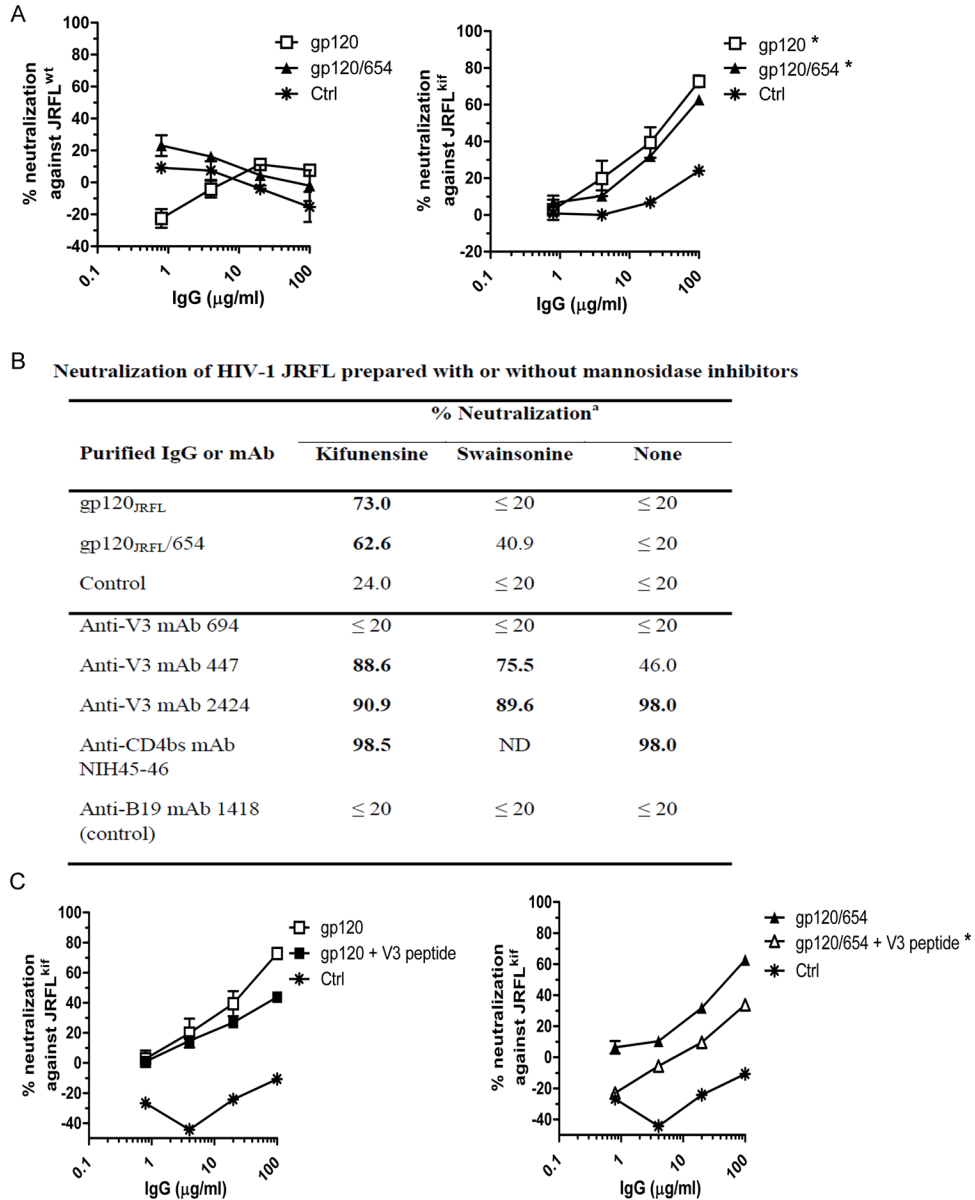 A
% neutralization
against JRFLwt
100
80
60
40
20
0
-20
-40
0.1
1
10
100
IgG (μg/ml)
gp120
gp120/654
Ctrl
% neutralization
against JRFLkif
100
80
60
40
20
0
-20
0.1
1
10
100
IgG (μg/ml)
gp120 *
gp120/654 *
Ctrl
B
Neutralization of HIV-1 JRFL prepared with or without mannosidase inhibitors
% Neutralizationa
Purified IgG or mAb Kifunensine Swainsonine None
gp120JRFL 73.0 ≤ 20 ≤ 20
gp120JRFL/654 62.6 40.9 ≤ 20
Control 24.0 ≤ 20 ≤ 20
Anti-V3 mAb 694 ≤ 20 ≤ 20 ≤ 20
Anti-V3 mAb 447 88.6 75.5 46.0
Anti-V3 mAb 2424 90.9 89.6 98.0
Anti-CD4bs mAb 98.5 ND 98.0
NIH45-46
Anti-B19 mAb 1418 ≤ 20 ≤ 20 ≤ 20
(control)
C
% neutralization
against JRFLkif
100
80
60
40
20
0
-20
-40
0.1
1
10
100
IgG (μg/ml)
gp120
gp120 + V3 peptide
Ctrl
% neutralization
against JRFLkif
100
80
60
40
20
0
-20
-40
0.1
1
10
100
IgG (μg/ml)
gp120/654
gp120/654 + V3 peptide *
Ctrl